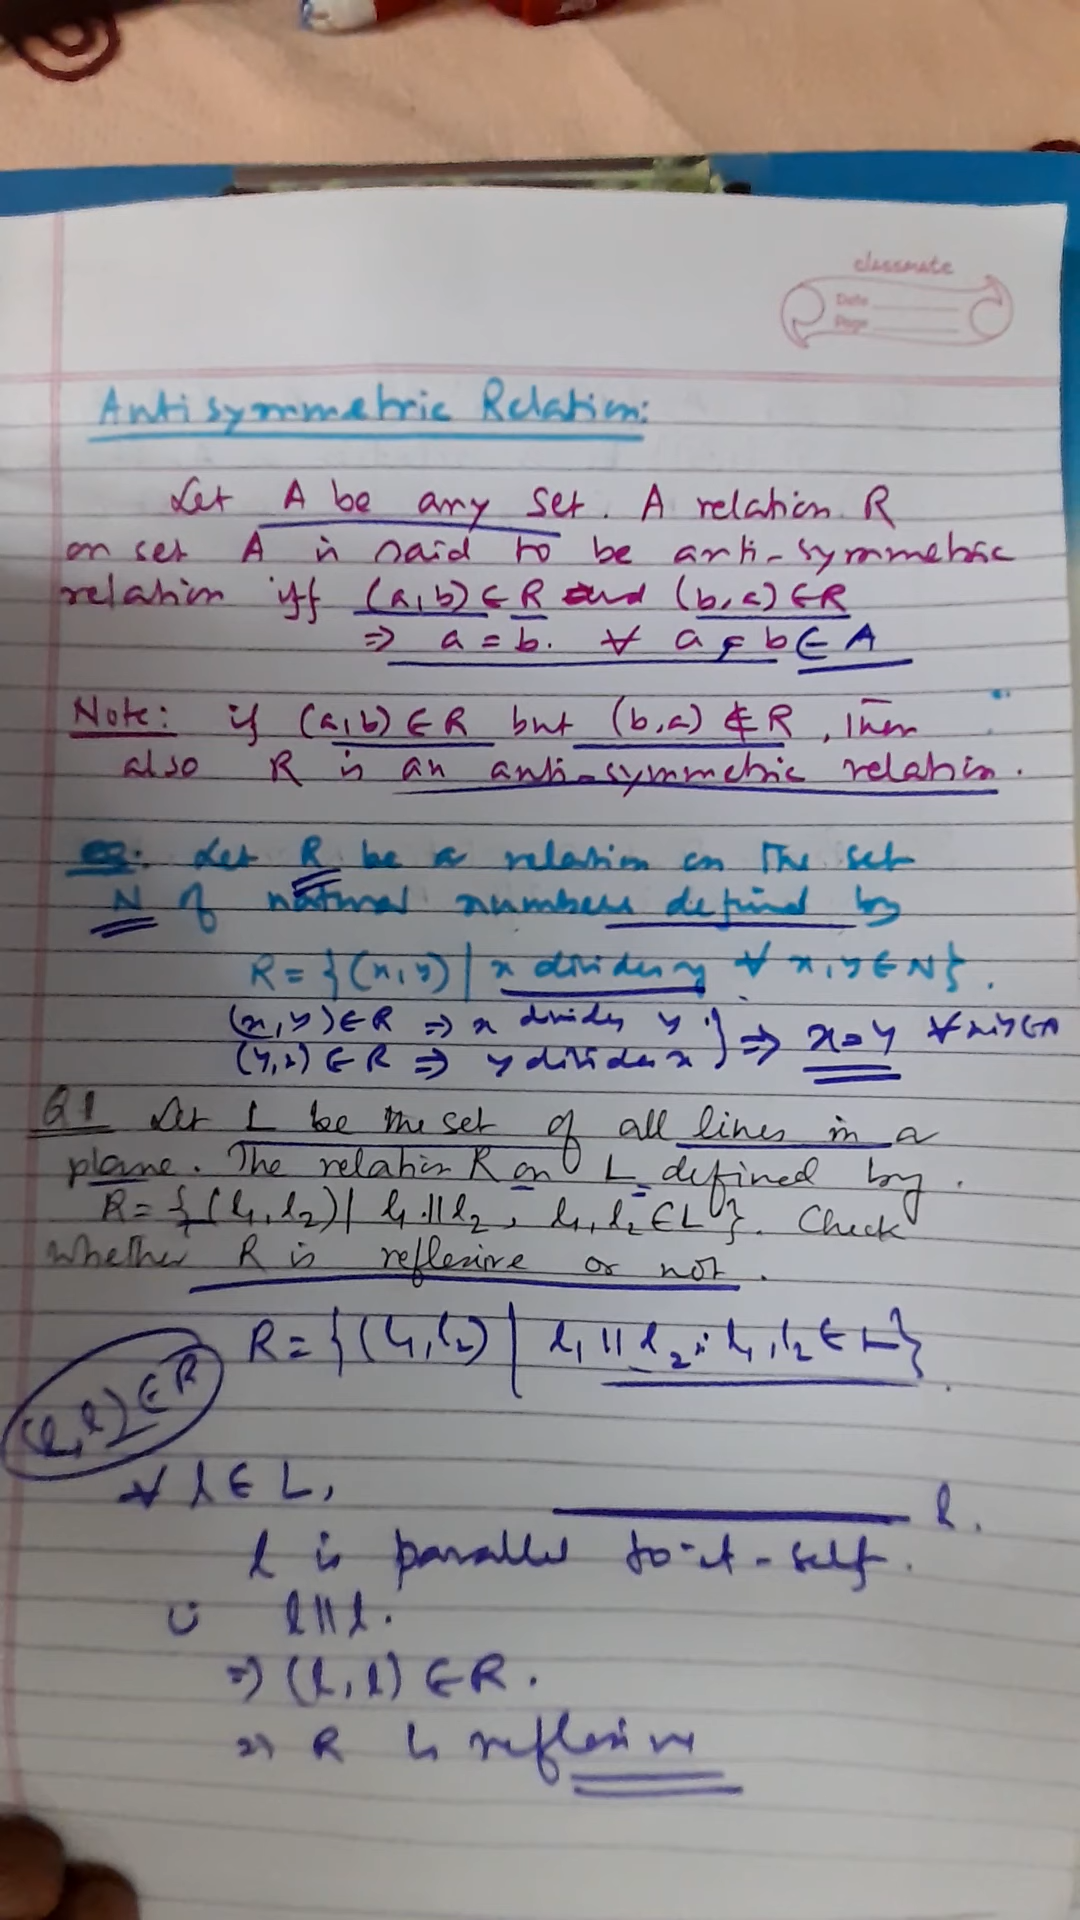 classmate
Date
Page
Antisymmetric Relation:
Let A be any set. A relation R
on set A is said to be anti-symmetric
relation iff (a,b) ∈ R and (b,a) ∈ R
⇒ a = b. ∀ a, b ∈ A
Note: if (a,b) ∈ R but (b,a) ∉ R, then
also R is an anti-symmetric relation.
eg: Let R be a relation on the set
N of natural numbers defined by
R = {(x,y) | x divides y ∀ x,y ∈ N}.
(x,y) ∈ R ⇒ x divides y } ⇒ x = y ∀ x,y ∈ A
(y,x) ∈ R ⇒ y divides x
Q1 Let L be the set of all lines in a
plane. The relation R on L defined by
R = {(l₁,l₂) | l₁ || l₂, l₁,l₂ ∈ L}. Check
whether R is reflexive or not.
R = {(l₁,l₂) | l₁ || l₂; l₁,l₂ ∈ L}.
(l,l) ∈ R
∀ l ∈ L, l.
l is parallel to it-self.
l || l.
⇒ (l,l) ∈ R.
⇒ R is reflexive